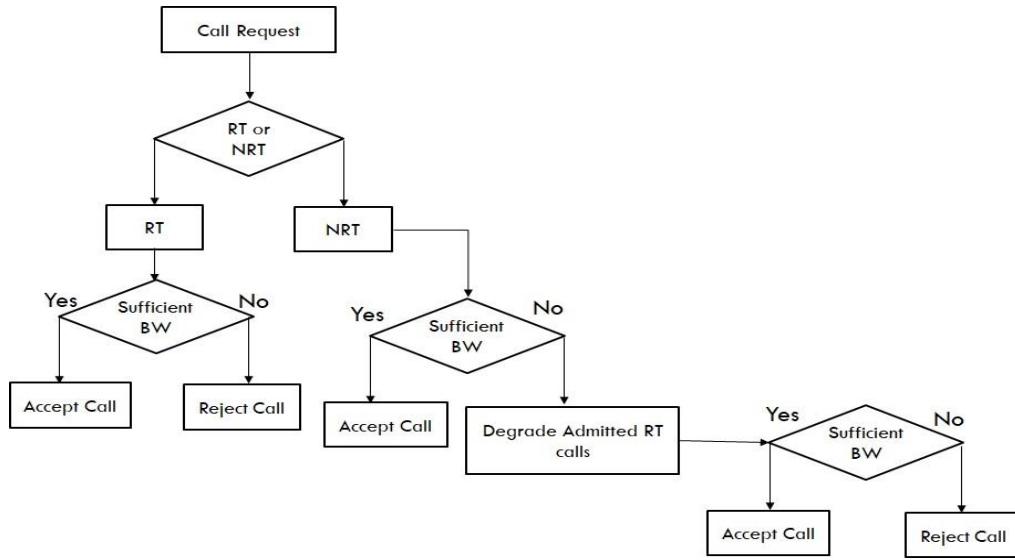 Call Request
RT or
NRT
RT
NRT
Yes
No
Sufficient
BW
Yes
No
Sufficient
BW
Accept Call
Reject Call
Accept Call
Degrade Admitted RT
calls
Yes
No
Sufficient
BW
Accept Call
Reject Call